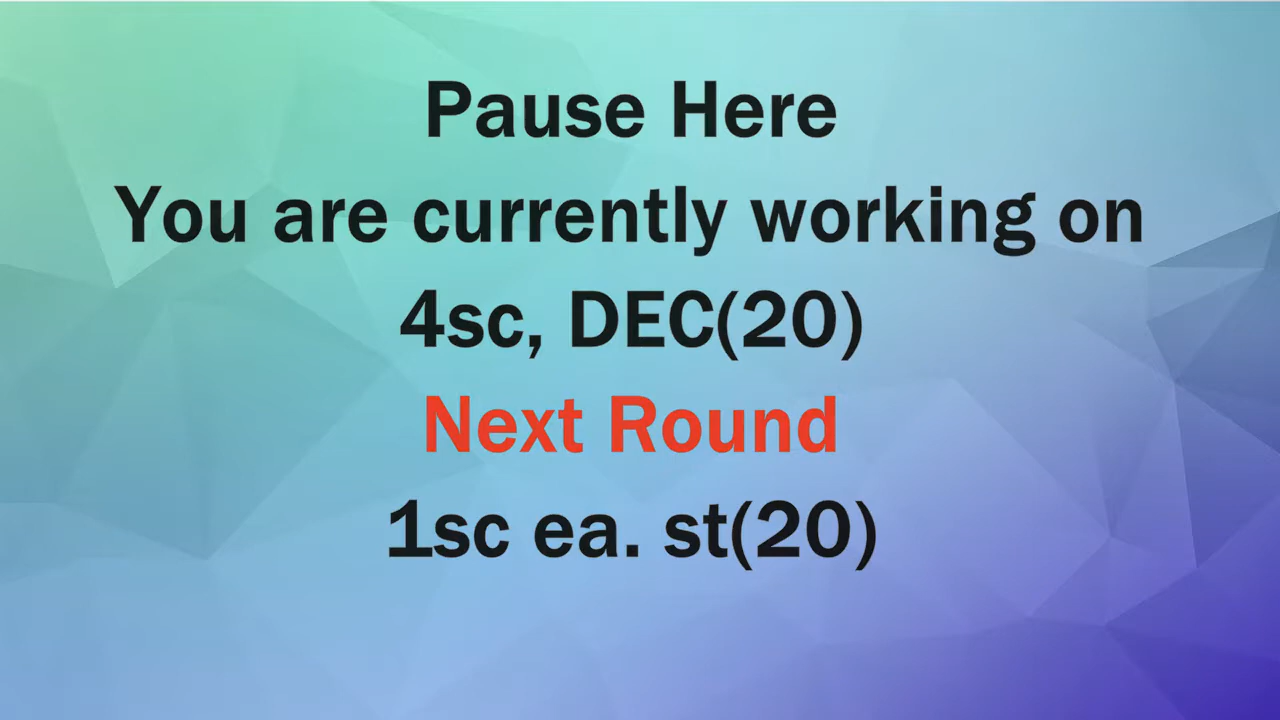 Pause Here
You are currently working on
4sc, DEC(20)
Next Round
1sc ea. st(20)